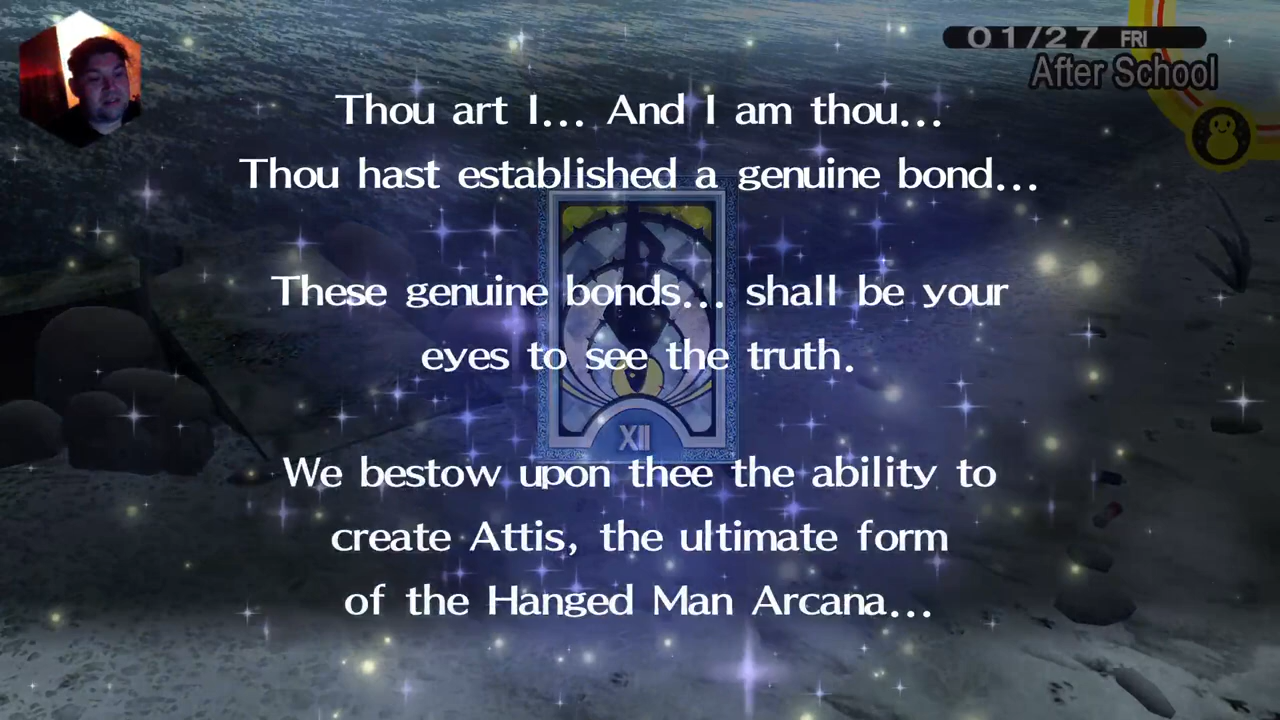 01/27 FRI
After School
Thou art I... And I am thou...
Thou hast established a genuine bond...
These genuine bonds... shall be your
eyes to see the truth.
XII
We bestow upon thee the ability to
create Attis, the ultimate form
of the Hanged Man Arcana...